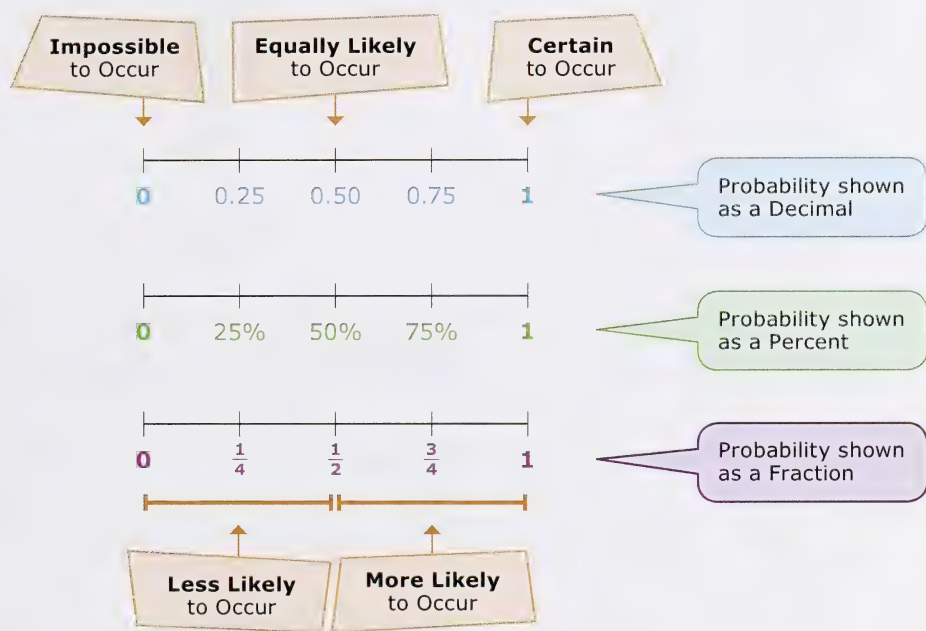 Impossible
to Occur
Equally Likely
to Occur
Certain
to Occur
0 0.25 0.50 0.75 1
Probability shown
as a Decimal
0 25% 50% 75% 1
Probability shown
as a Percent
0 1/4 1/2 3/4 1
Probability shown
as a Fraction
Less Likely
to Occur
More Likely
to Occur